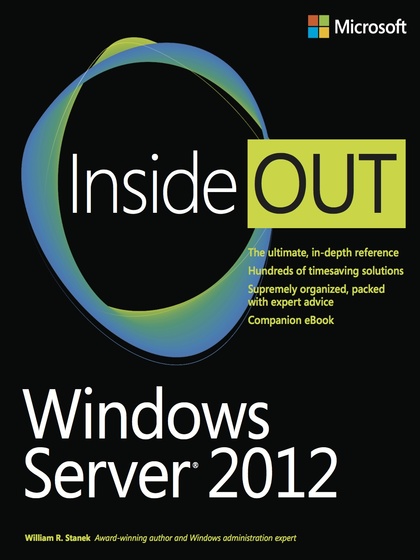 Microsoft
Inside OUT
The ultimate, in-depth reference
Hundreds of timesaving solutions
Supremely organized, packed
with expert advice
Companion eBook
Windows
Server® 2012
William R. Stanek Award-winning author and Windows administration expert